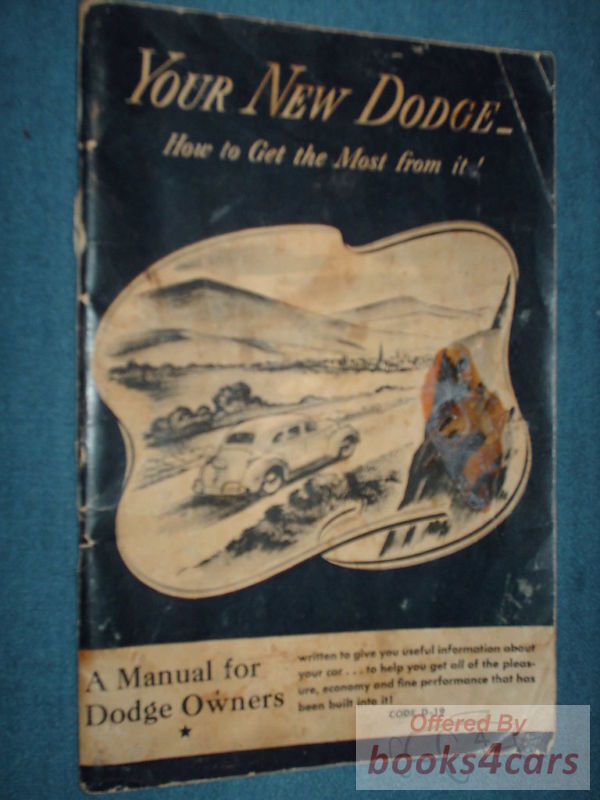 YOUR NEW DODGE—
How to Get the Most from it!
A Manual for
Dodge Owners
★
written to give you useful information about
your car . . . to help you get all of the pleas-
ure, economy and fine performance that has
been built into it!
CODE D-19
Offered By
books4cars